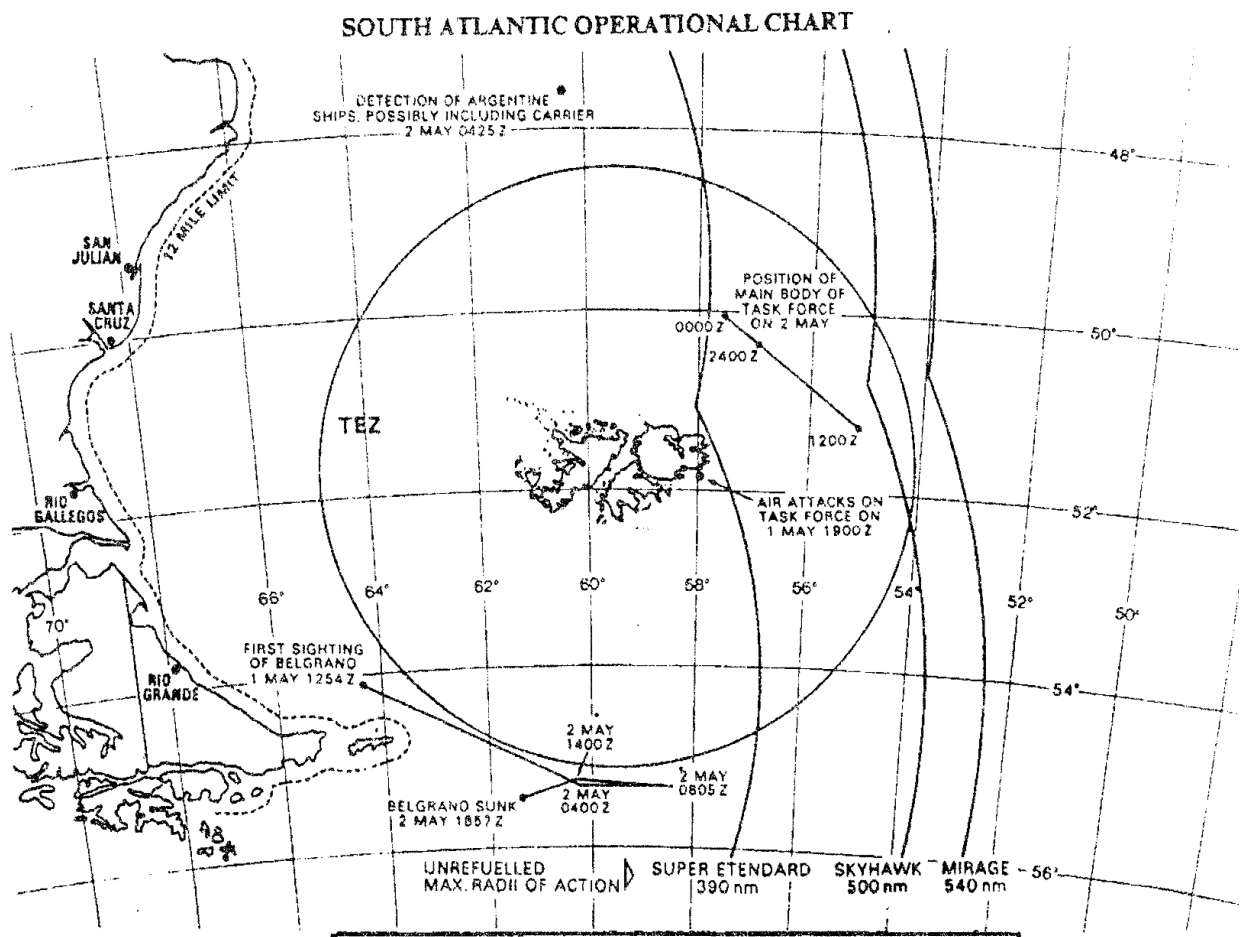 SOUTH ATLANTIC OPERATIONAL CHART
DETECTION OF ARGENTINE
SHIPS, POSSIBLY INCLUDING CARRIER
2 MAY 0425Z
48°
12 MILE LIMIT
SAN
JULIAN
SANTA
CRUZ
POSITION OF
MAIN BODY OF
TASK FORCE
ON 2 MAY
0000Z
2400Z
50°
TEZ
1200Z
RIO
GALLEGOS
AIR ATTACKS ON
TASK FORCE ON
1 MAY 1900Z
52°
70°
66°
64°
62°
60°
58°
56°
54°
52°
50°
FIRST SIGHTING
OF BELGRANO
1 MAY 1254Z
RIO
GRANDE
54°
2 MAY
1400Z
2 MAY
0805Z
2 MAY
0400Z
BELGRANO SUNK
2 MAY 1857Z
UNREFUELLED
MAX. RADII OF ACTION
SUPER ETENDARD
390 nm
SKYHAWK
500 nm
MIRAGE
540 nm
56°